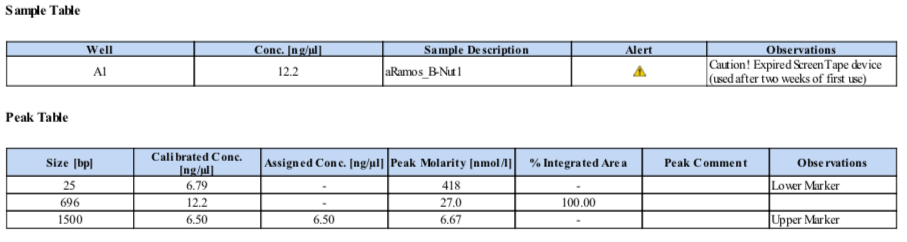 Sample Table
Well Conc. [ng/µl] Sample Description Alert Observations
A1 12.2 aRamos_B-Nut1 Caution! Expired ScreenTape device
(used after two weeks of first use)
Peak Table
Size [bp] Calibrated Conc. [ng/µl] Assigned Conc. [ng/µl] Peak Molarity [nmol/l] % Integrated Area Peak Comment Observations
25 6.79 - 418 - Lower Marker
696 12.2 - 27.0 100.00
1500 6.50 6.50 6.67 - Upper Marker